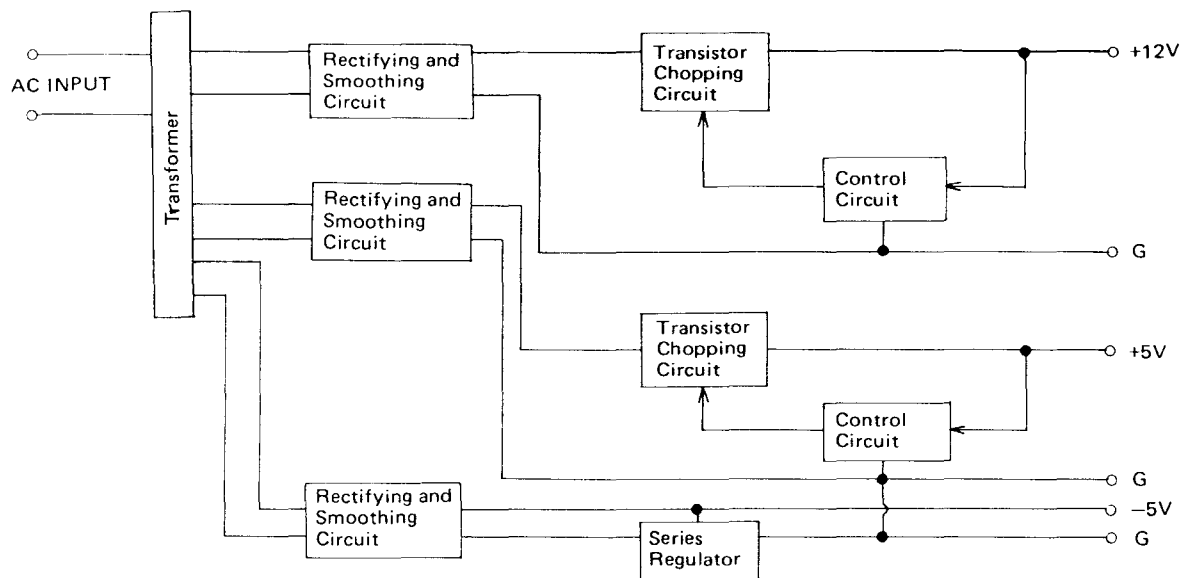 AC INPUT
Transformer
Rectifying and
Smoothing
Circuit
Transistor
Chopping
Circuit
+12V
Control
Circuit
G
Rectifying and
Smoothing
Circuit
Transistor
Chopping
Circuit
+5V
Control
Circuit
G
Rectifying and
Smoothing
Circuit
−5V
Series
Regulator
G